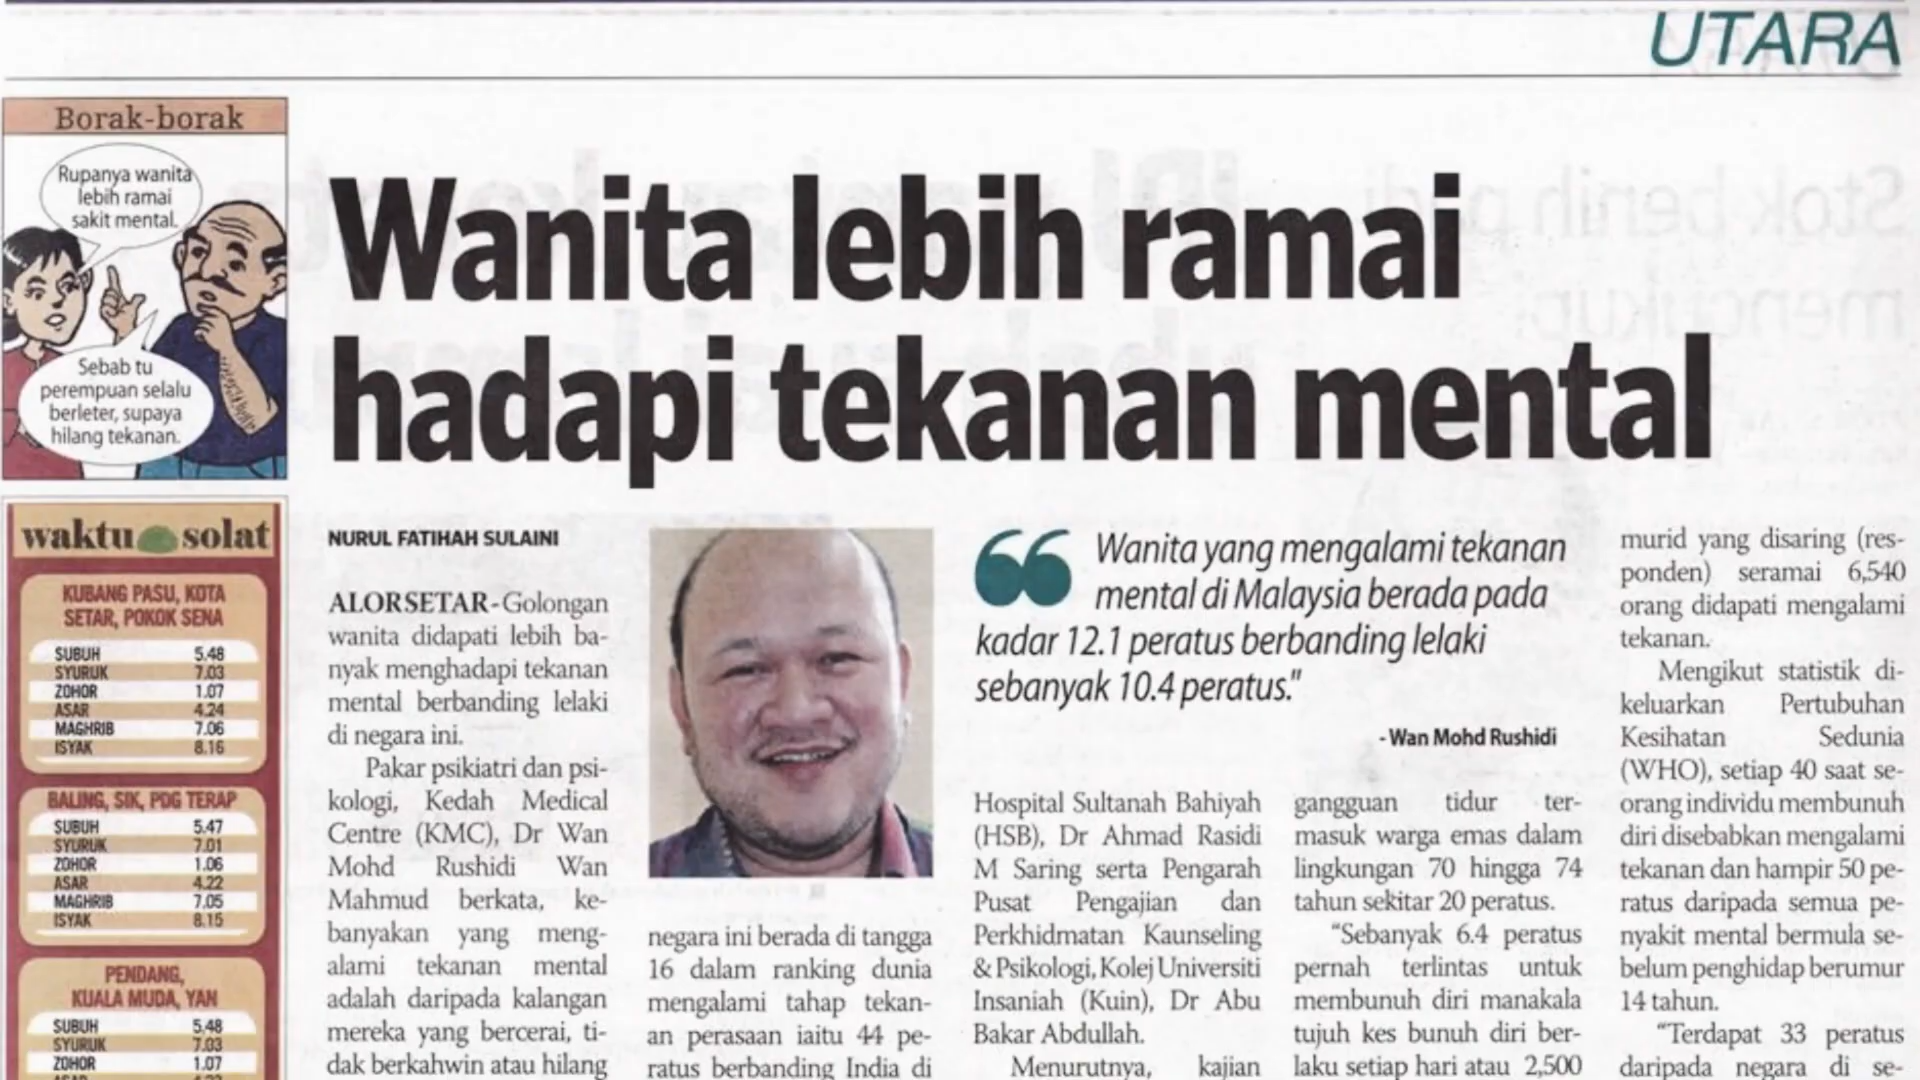 UTARA
Borak-borak
Rupanya wanita
lebih ramai
sakit mental.
Sebab tu
perempuan selalu
berleter, supaya
hilang tekanan.
waktu solat
KUBANG PASU, KOTA
SETAR, POKOK SENA
SUBUH 5.48
SYURUK 7.03
ZOHOR 1.07
ASAR 4.24
MAGHRIB 7.06
ISYAK 8.16
BALING, SIK, PDG TERAP
SUBUH 5.47
SYURUK 7.01
ZOHOR 1.06
ASAR 4.22
MAGHRIB 7.05
ISYAK 8.15
PENDANG,
KUALA MUDA, YAN
SUBUH 5.48
SYURUK 7.03
ZOHOR 1.07
Wanita lebih ramai
hadapi tekanan mental
NURUL FATIHAH SULAINI
ALOR SETAR - Golongan
wanita didapati lebih ba-
nyak menghadapi tekanan
mental berbanding lelaki
di negara ini.
Pakar psikiatri dan psi-
kologi, Kedah Medical
Centre (KMC), Dr Wan
Mohd Rushidi Wan
Mahmud berkata, ke-
banyakan yang meng-
alami tekanan mental
adalah daripada kalangan
mereka yang bercerai, ti-
dak berkahwin atau hilang
negara ini berada di tangga
16 dalam ranking dunia
mengalami tahap tekan-
an perasaan iaitu 44 pe-
ratus berbanding India di
“Wanita yang mengalami tekanan
mental di Malaysia berada pada
kadar 12.1 peratus berbanding lelaki
sebanyak 10.4 peratus."
- Wan Mohd Rushidi
Hospital Sultanah Bahiyah
(HSB), Dr Ahmad Rasidi
M Saring serta Pengarah
Pusat Pengajian dan
Perkhidmatan Kaunseling
& Psikologi, Kolej Universiti
Insaniah (Kuin), Dr Abu
Bakar Abdullah.
Menurutnya, kajian
gangguan tidur ter-
masuk warga emas dalam
lingkungan 70 hingga 74
tahun sekitar 20 peratus.
“Sebanyak 6.4 peratus
pernah terlintas untuk
membunuh diri manakala
tujuh kes bunuh diri ber-
laku setiap hari atau 2,500
murid yang disaring (res-
ponden) seramai 6,540
orang didapati mengalami
tekanan.
Mengikut statistik di-
keluarkan Pertubuhan
Kesihatan Sedunia
(WHO), setiap 40 saat se-
orang individu membunuh
diri disebabkan mengalami
tekanan dan hampir 50 pe-
ratus daripada semua pe-
nyakit mental bermula se-
belum penghidap berumur
14 tahun.
“Terdapat 33 peratus
daripada negara di se-